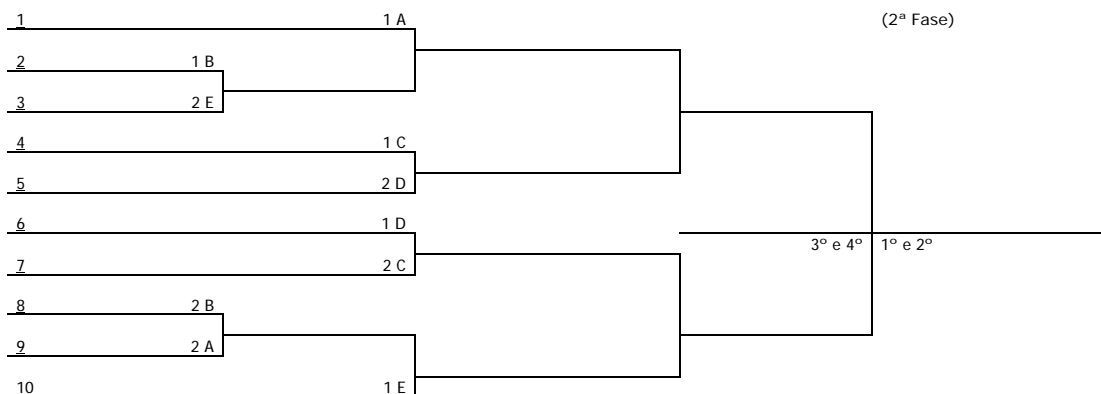 1 1 A (2ª Fase)
2 1 B
3 2 E
4 1 C
5 2 D
6 1 D
3º e 4º 1º e 2º
7 2 C
8 2 B
9 2 A
10 1 E